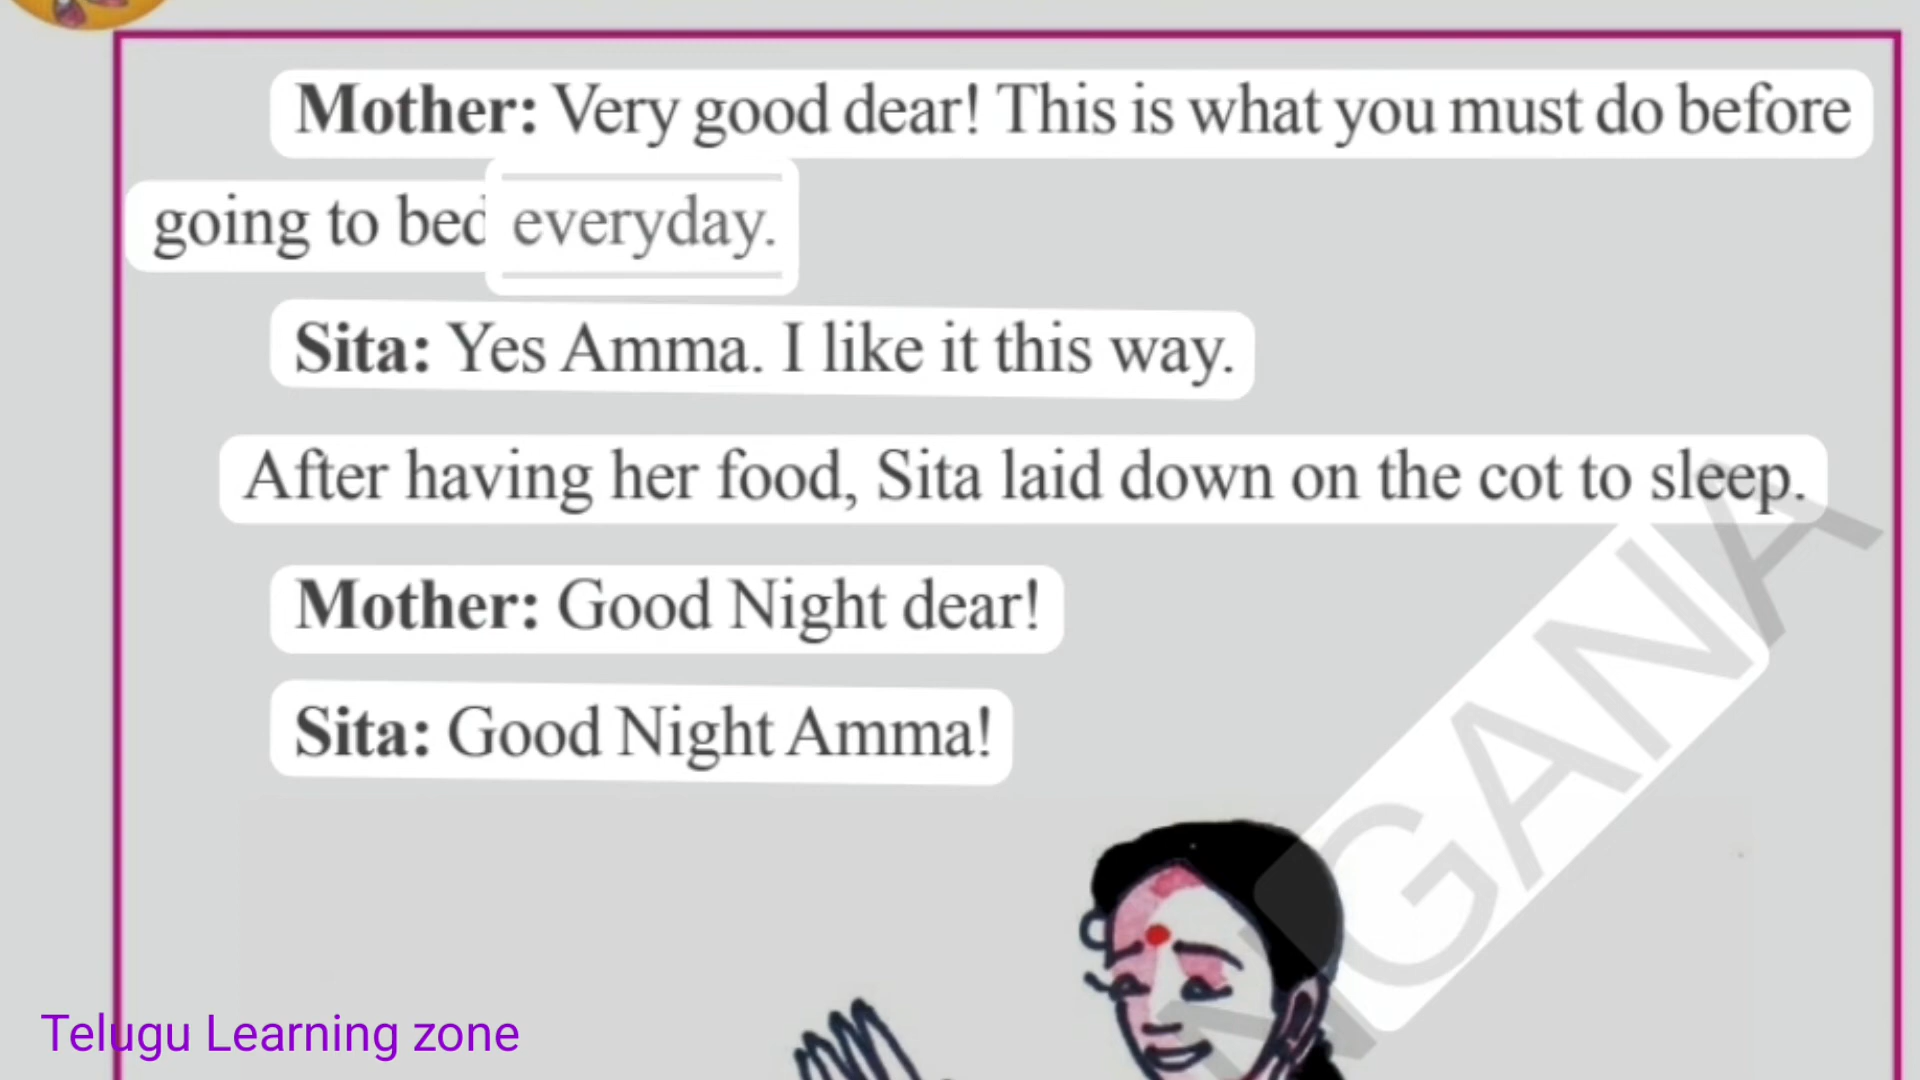 Mother: Very good dear! This is what you must do before
going to bed everyday.
Sita: Yes Amma. I like it this way.
After having her food, Sita laid down on the cot to sleep.
Mother: Good Night dear!
Sita: Good Night Amma!
NGANA
Telugu Learning zone